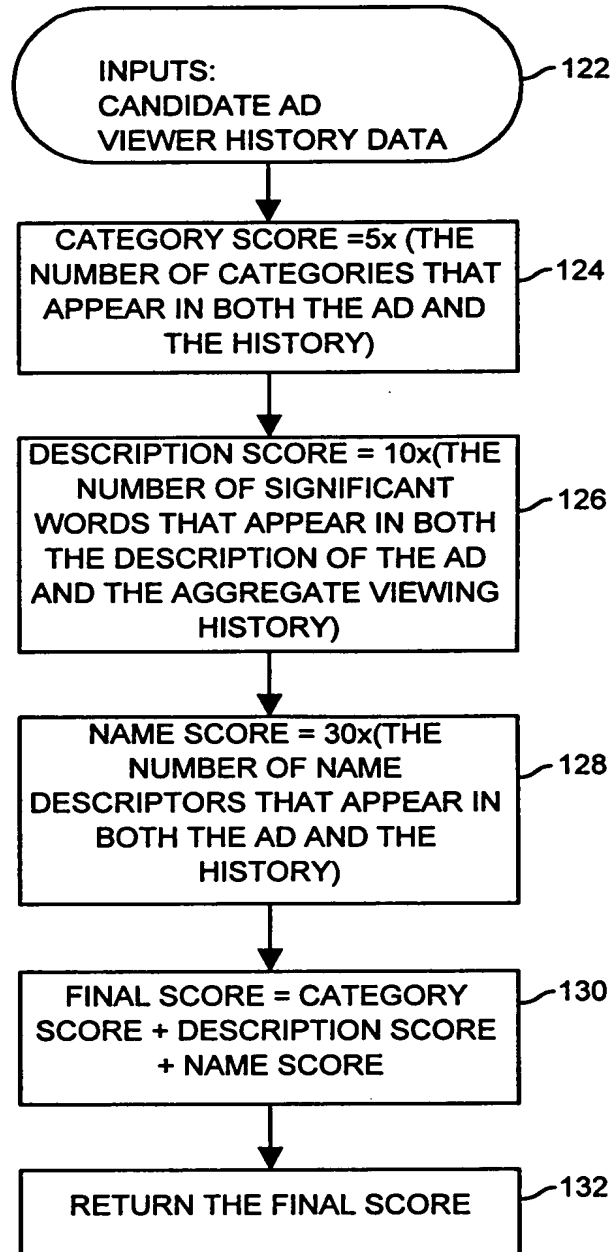 INPUTS:
CANDIDATE AD
VIEWER HISTORY DATA
122
CATEGORY SCORE =5x (THE
NUMBER OF CATEGORIES THAT
APPEAR IN BOTH THE AD AND
THE HISTORY)
124
DESCRIPTION SCORE = 10x(THE
NUMBER OF SIGNIFICANT
WORDS THAT APPEAR IN BOTH
THE DESCRIPTION OF THE AD
AND THE AGGREGATE VIEWING
HISTORY)
126
NAME SCORE = 30x(THE
NUMBER OF NAME
DESCRIPTORS THAT APPEAR IN
BOTH THE AD AND THE
HISTORY)
128
FINAL SCORE = CATEGORY
SCORE + DESCRIPTION SCORE
+ NAME SCORE
130
RETURN THE FINAL SCORE
132